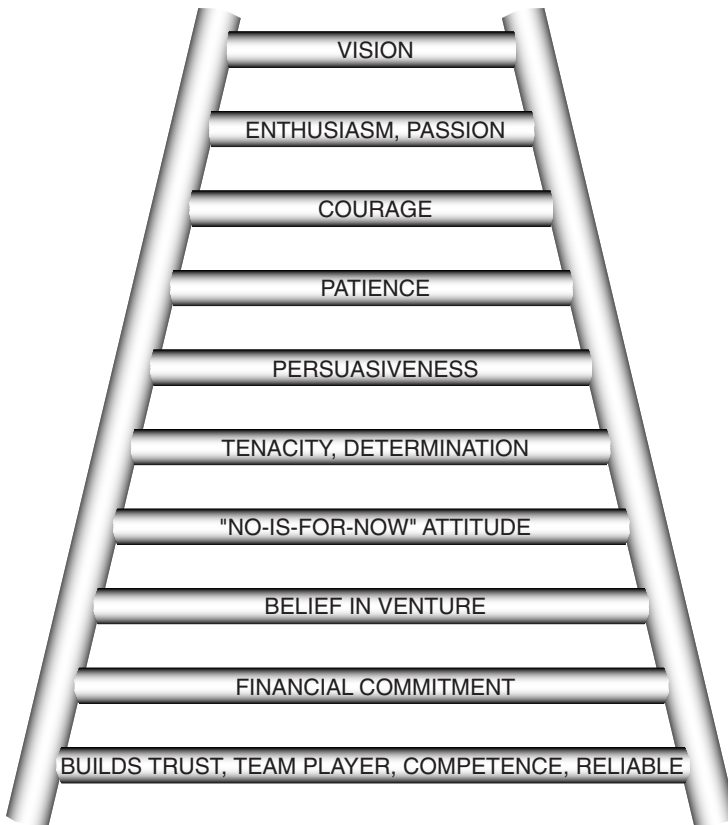 VISION
ENTHUSIASM, PASSION
COURAGE
PATIENCE
PERSUASIVENESS
TENACITY, DETERMINATION
"NO-IS-FOR-NOW" ATTITUDE
BELIEF IN VENTURE
FINANCIAL COMMITMENT
BUILDS TRUST, TEAM PLAYER, COMPETENCE, RELIABLE